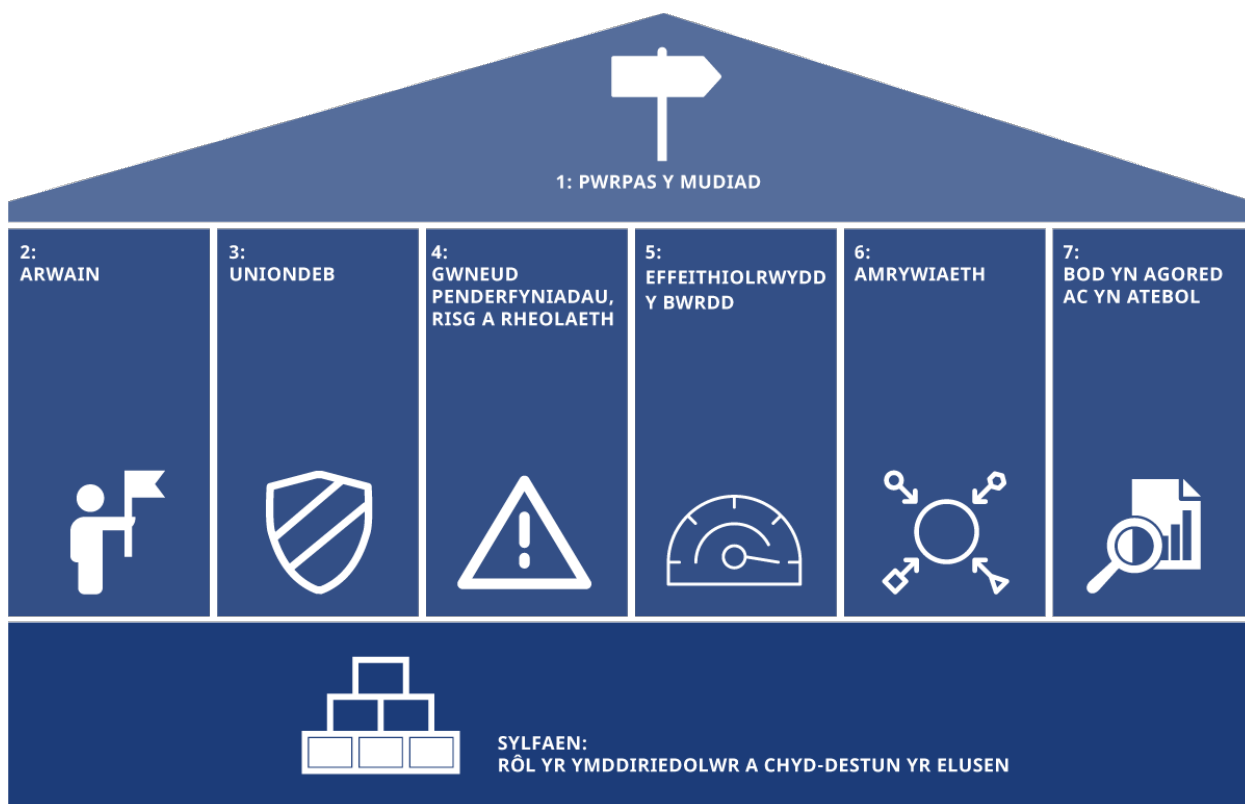 1: PWRPAS Y MUDIAD
2:
ARWAIN
3:
UNIONDEB
4:
GWNEUD
PENDERFYNIADAU,
RISG A RHEOLAETH
5:
EFFEITHIOLRWYDD
Y BWRDD
6:
AMRYWIAETH
7:
BOD YN AGORED
AC YN ATEBOL
SYLFAEN:
RÔL YR YMDDIRIEDOLWR A CHYD-DESTUN YR ELUSEN